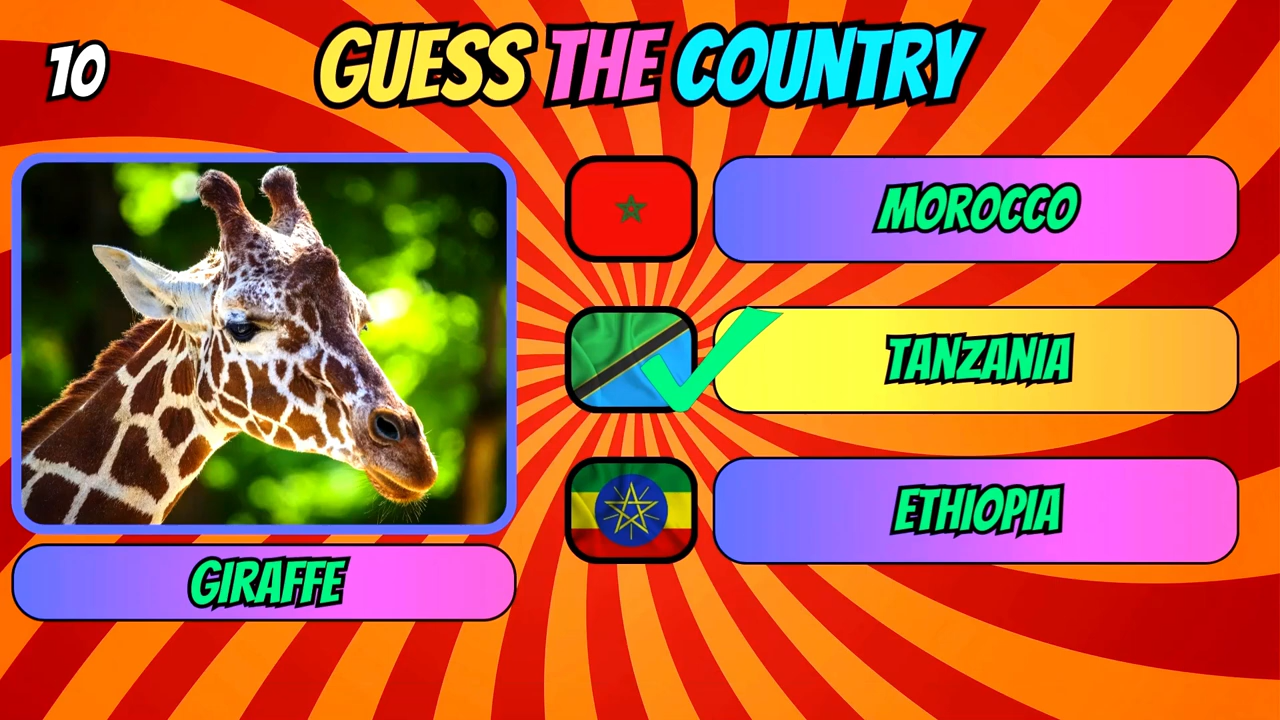 10
GUESS THE COUNTRY
MOROCCO
TANZANIA
ETHIOPIA
GIRAFFE